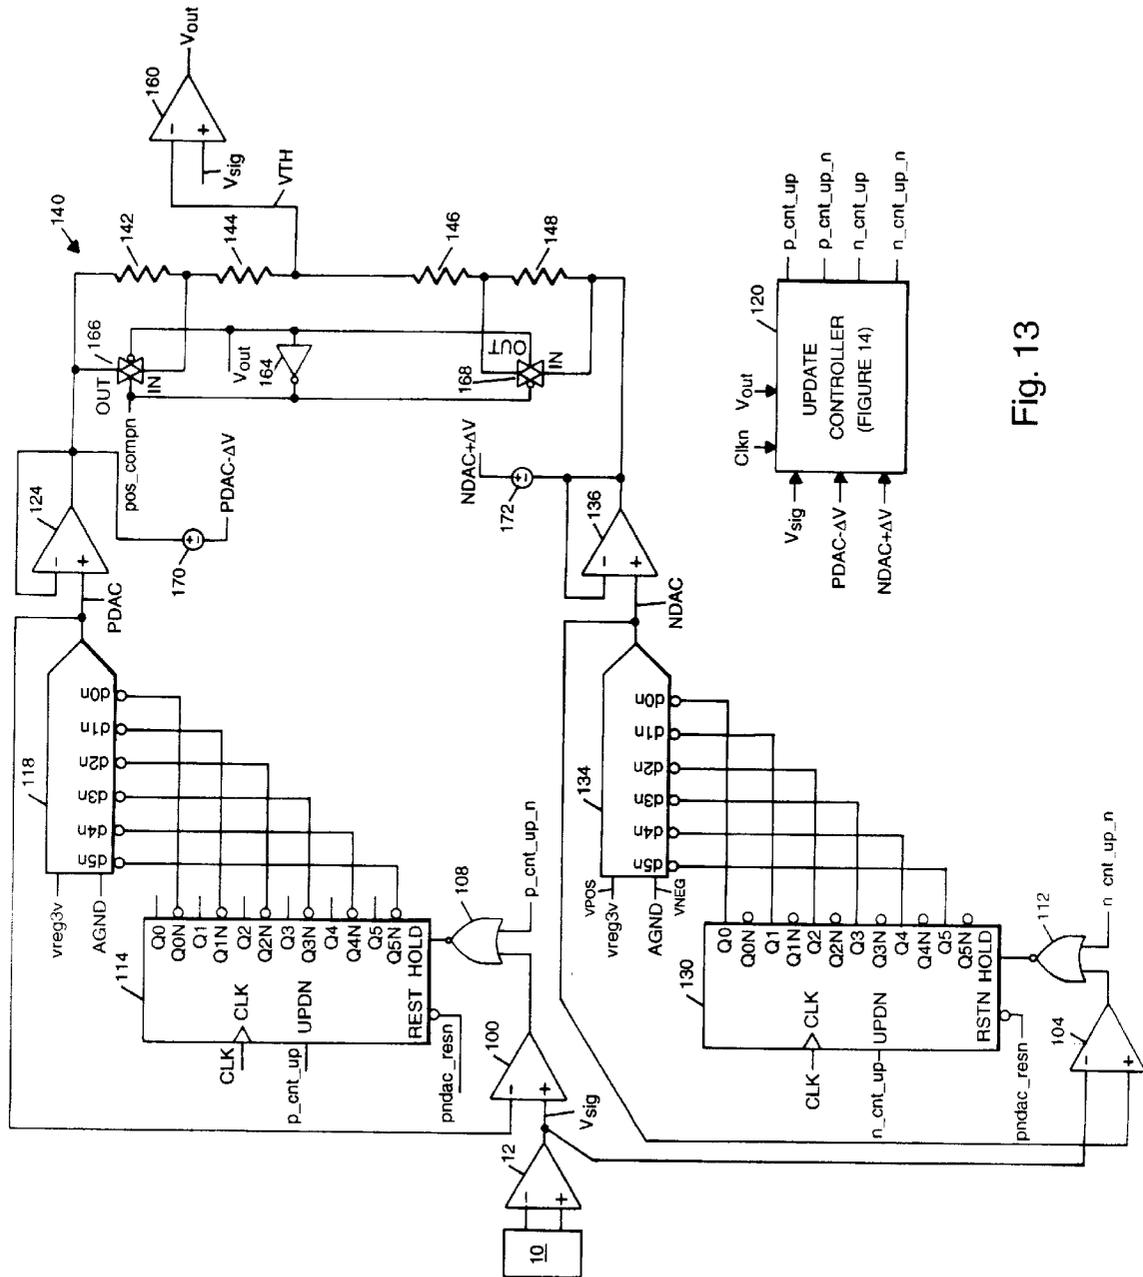 10
12
Vsig
100
104
108
p_cnt_up_n
112
n_cnt_up_n
114
CLK
CLK
p_cnt_up
UPDN
pndac_resn
REST HOLD
Q0
Q0N
Q1
Q1N
Q2
Q2N
Q3
Q3N
Q4
Q4N
Q5
Q5N
118
vreg3v
AGND
d5n
d4n
d3n
d2n
d1n
d0n
PDAC
124
-
+
170
PDAC-ΔV
130
CLK
CLK
n_cnt_up
UPDN
pndac_resn
RSTN HOLD
Q0
Q0N
Q1
Q1N
Q2
Q2N
Q3
Q3N
Q4
Q4N
Q5
Q5N
134
VPOS
vreg3v
AGND
VNEG
d5n
d4n
d3n
d2n
d1n
d0n
NDAC
136
-
+
172
NDAC+ΔV
140
142
144
146
148
OUT
166
IN
pos_compn
Vout
164
168
OUT
IN
VTH
Vsig
-
+
160
Vout
Clkn
Vout
120
Vsig
PDAC-ΔV
NDAC+ΔV
UPDATE
CONTROLLER
(FIGURE 14)
p_cnt_up
p_cnt_up_n
n_cnt_up
n_cnt_up_n
Fig. 13